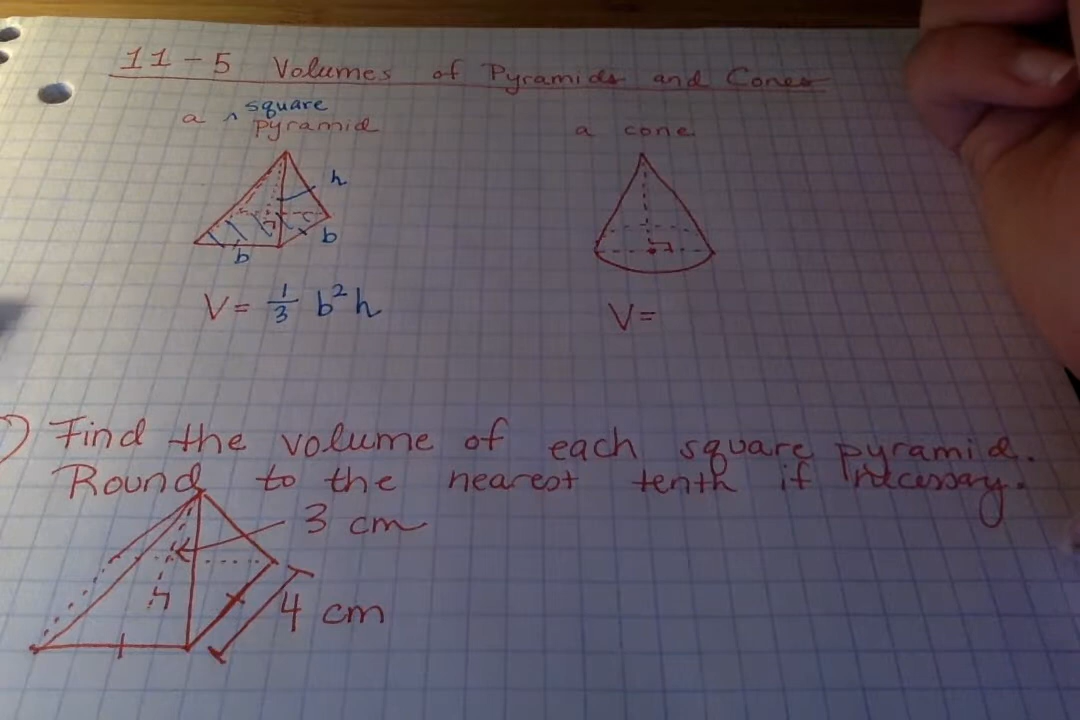 11-5 Volumes of Pyramids and Cones
a ^ square pyramid
a cone
h
b
b
V = 1/3 b²h
V =
) Find the volume of each square pyramid.
Round to the nearest tenth if necessary.
3 cm
4 cm